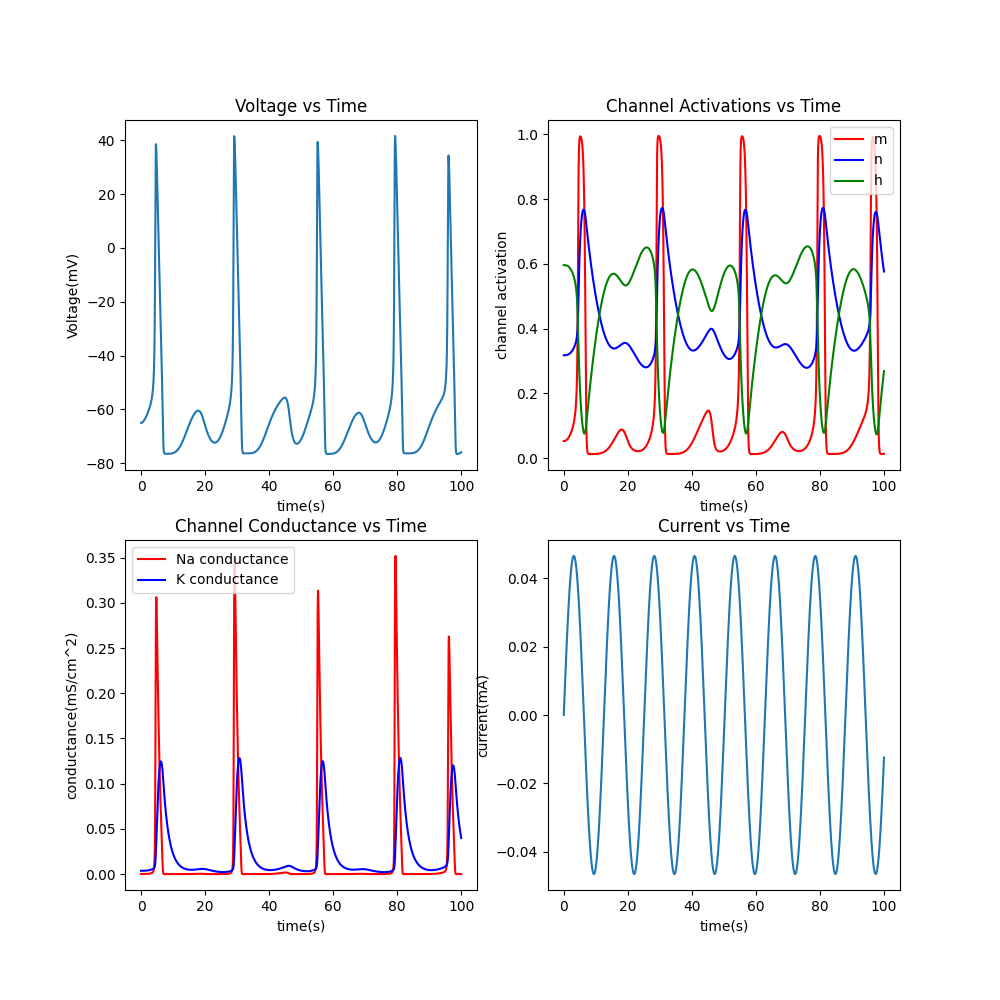 Voltage vs Time
Voltage(mV)
40
20
0
−20
−40
−60
−80
0 20 40 60 80 100
time(s)
Channel Activations vs Time
channel activation
1.0
0.8
0.6
0.4
0.2
0.0
m
n
h
0 20 40 60 80 100
time(s)
Channel Conductance vs Time
conductance(mS/cm^2)
0.35
0.30
0.25
0.20
0.15
0.10
0.05
0.00
Na conductance
K conductance
0 20 40 60 80 100
time(s)
Current vs Time
current(mA)
0.04
0.02
0.00
−0.02
−0.04
0 20 40 60 80 100
time(s)